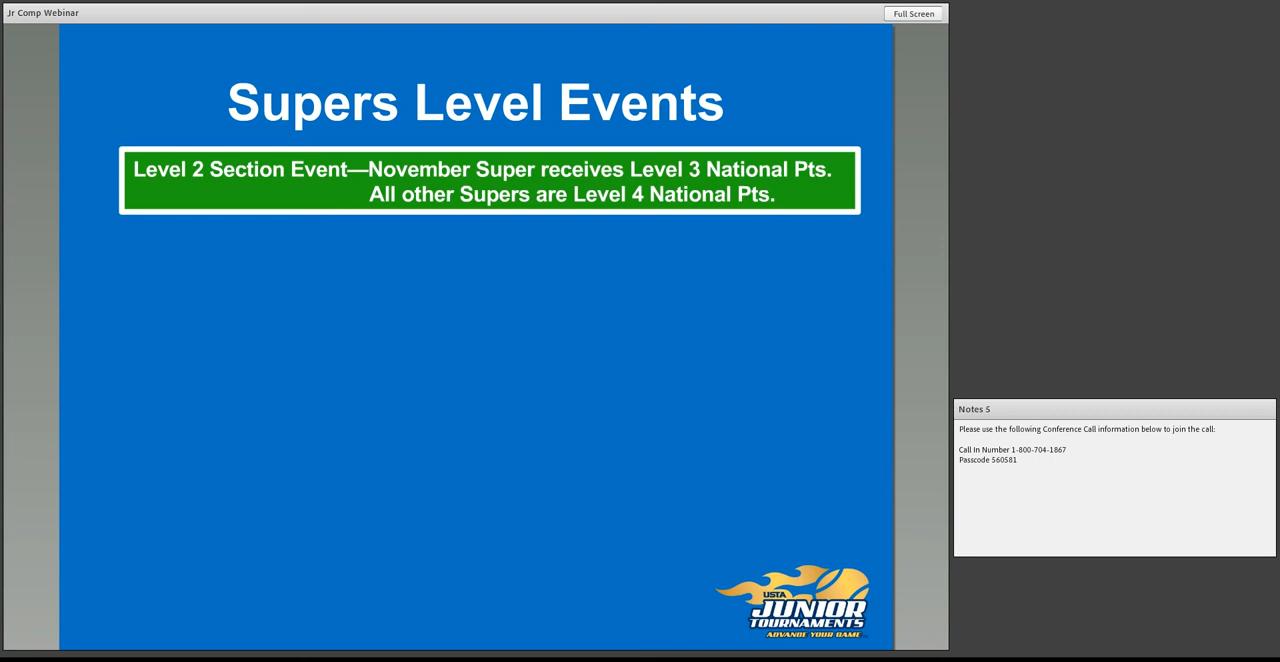 Jr Comp Webinar
Full Screen
Supers Level Events
Level 2 Section Event—November Super receives Level 3 National Pts.
All other Supers are Level 4 National Pts.
USTA
JUNIOR
TOURNAMENTS
ADVANCE YOUR GAME
Notes 5
Please use the following Conference Call information below to join the call:
Call In Number 1-800-704-1867
Passcode 560581